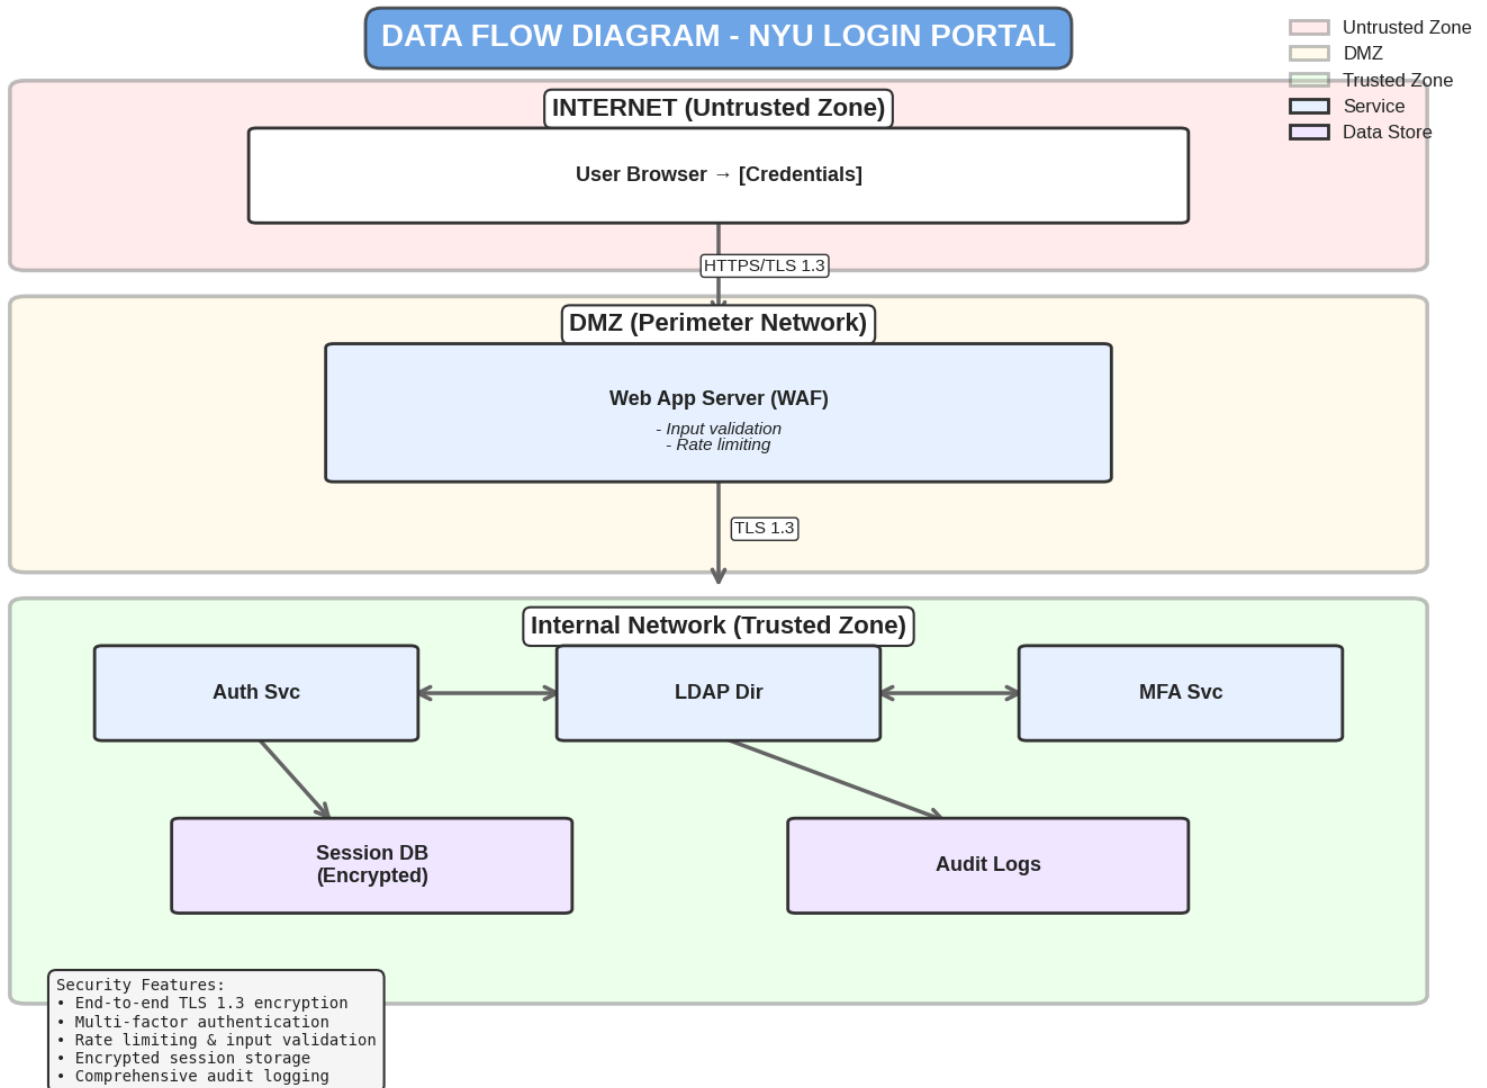 DATA FLOW DIAGRAM - NYU LOGIN PORTAL
Untrusted Zone
DMZ
Trusted Zone
Service
Data Store
INTERNET (Untrusted Zone)
User Browser → [Credentials]
HTTPS/TLS 1.3
DMZ (Perimeter Network)
Web App Server (WAF)
- Input validation
- Rate limiting
TLS 1.3
Internal Network (Trusted Zone)
Auth Svc
LDAP Dir
MFA Svc
Session DB
(Encrypted)
Audit Logs
Security Features:
• End-to-end TLS 1.3 encryption
• Multi-factor authentication
• Rate limiting & input validation
• Encrypted session storage
• Comprehensive audit logging